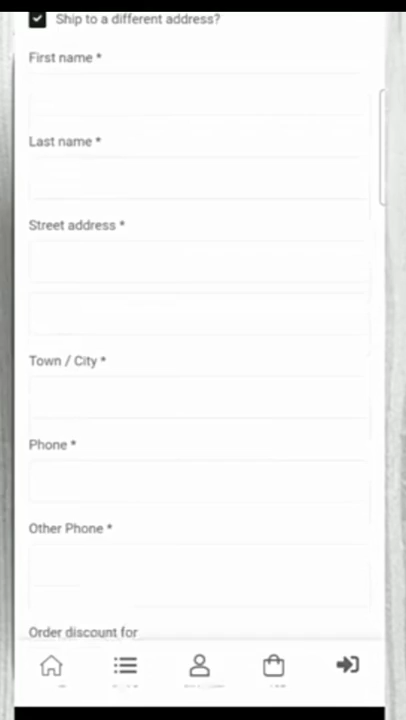 Ship to a different address?
First name *
Last name *
Street address *
Town / City *
Phone *
Other Phone *
Order discount for